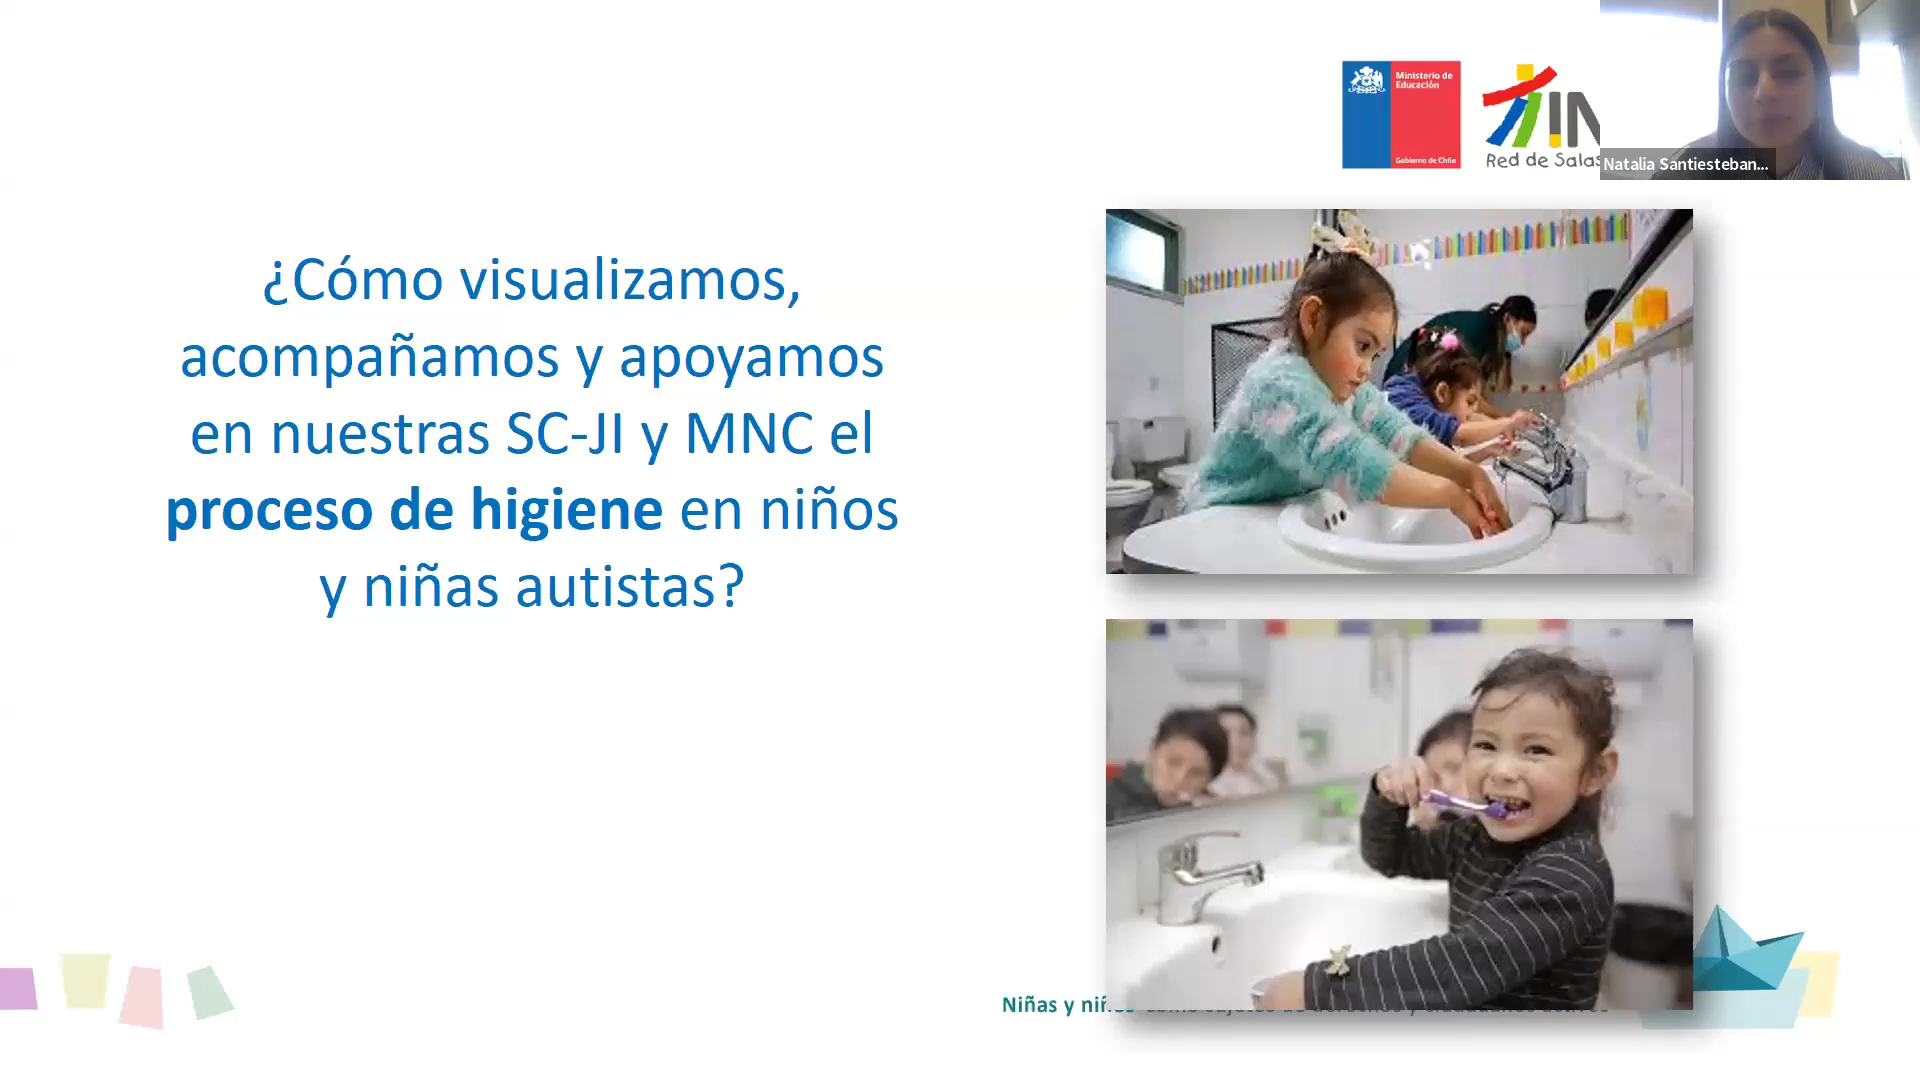 Ministerio de
Educación
Gobierno de Chile
Red de Salas
Natalia Santiesteban...
¿Cómo visualizamos,
acompañamos y apoyamos
en nuestras SC-JI y MNC el
proceso de higiene en niños
y niñas autistas?
Niñas y